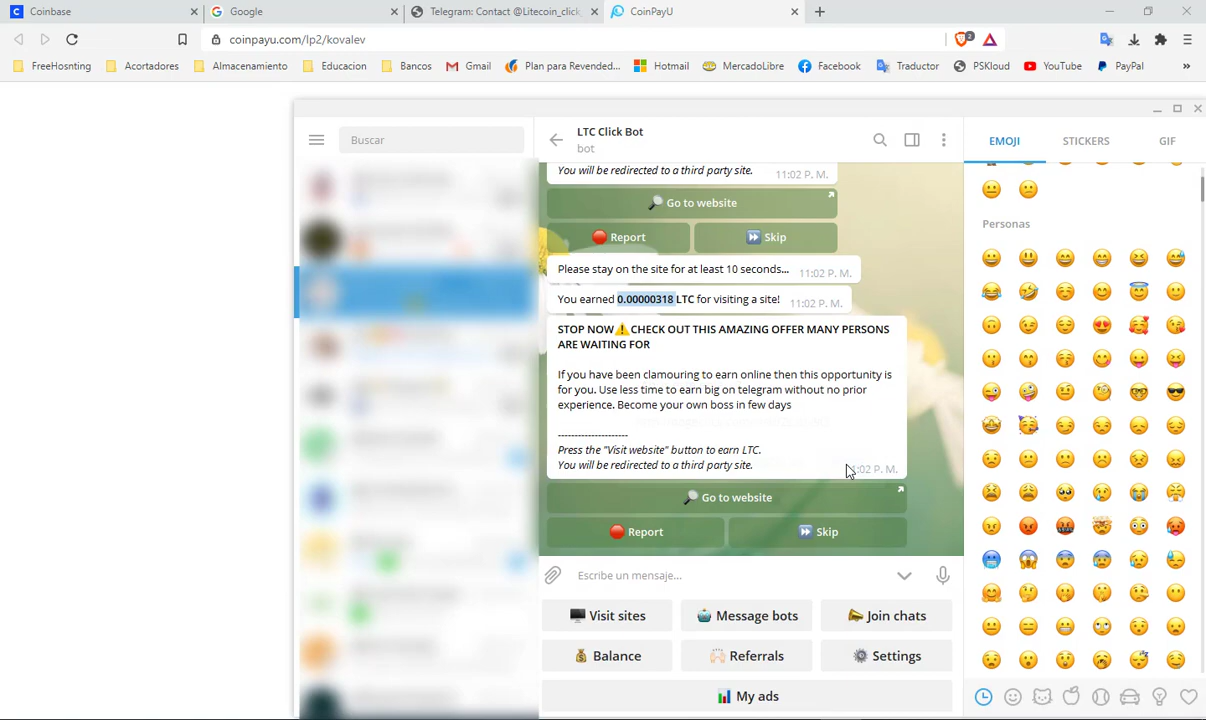 Coinbase
Google
Telegram: Contact @Litecoin_click_
CoinPayU
coinpayu.com/lp2/kovalev
2
FreeHosnting
Acortadores
Almacenamiento
Educacion
Bancos
Gmail
Plan para Revended...
Hotmail
MercadoLibre
Facebook
Traductor
PSKloud
YouTube
PayPal
Buscar
LTC Click Bot
bot
EMOJI
STICKERS
GIF
You will be redirected to a third party site.
11:02 P. M.
Go to website
Report
Skip
Please stay on the site for at least 10 seconds...
11:02 P. M.
You earned 0.00000318 LTC for visiting a site!
11:02 P. M.
STOP NOW⚠️CHECK OUT THIS AMAZING OFFER MANY PERSONS
ARE WAITING FOR
If you have been clamouring to earn online then this opportunity is
for you. Use less time to earn big on telegram without no prior
experience. Become your own boss in few days
---------------------
Press the "Visit website" button to earn LTC.
You will be redirected to a third party site.
:02 P. M.
Go to website
Report
Skip
Escribe un mensaje...
Visit sites
Message bots
Join chats
Balance
Referrals
Settings
My ads
Personas